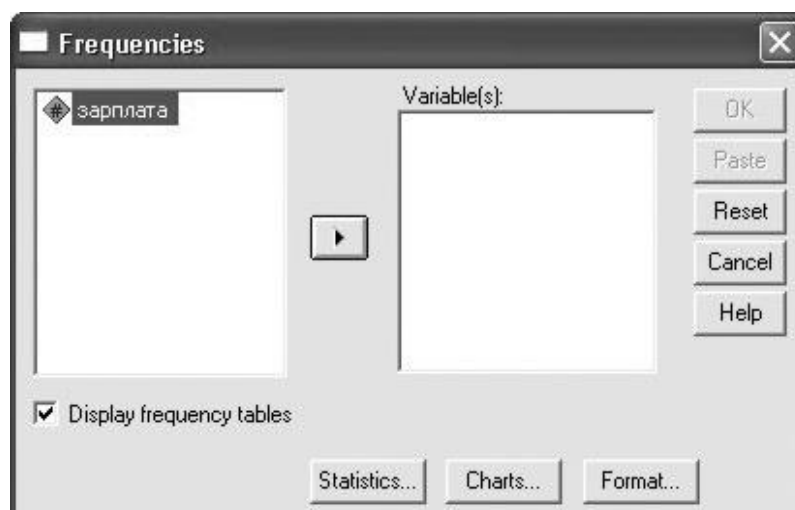 Frequencies
# зарплата
Variable(s):
OK
Paste
Reset
Cancel
Help
Display frequency tables
Statistics...
Charts...
Format...